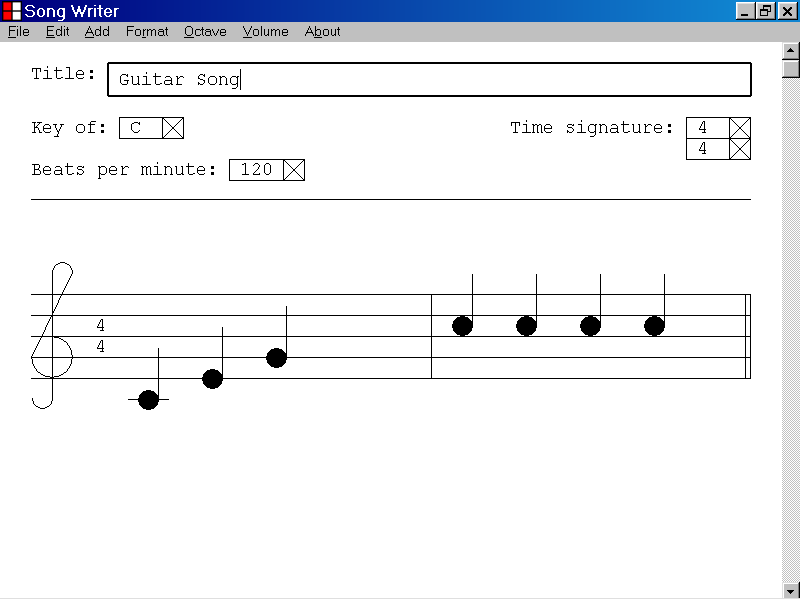 Song Writer
File Edit Add Format Octave Volume About
Title: Guitar Song
Key of: C Time signature: 4
4
Beats per minute: 120
4
4